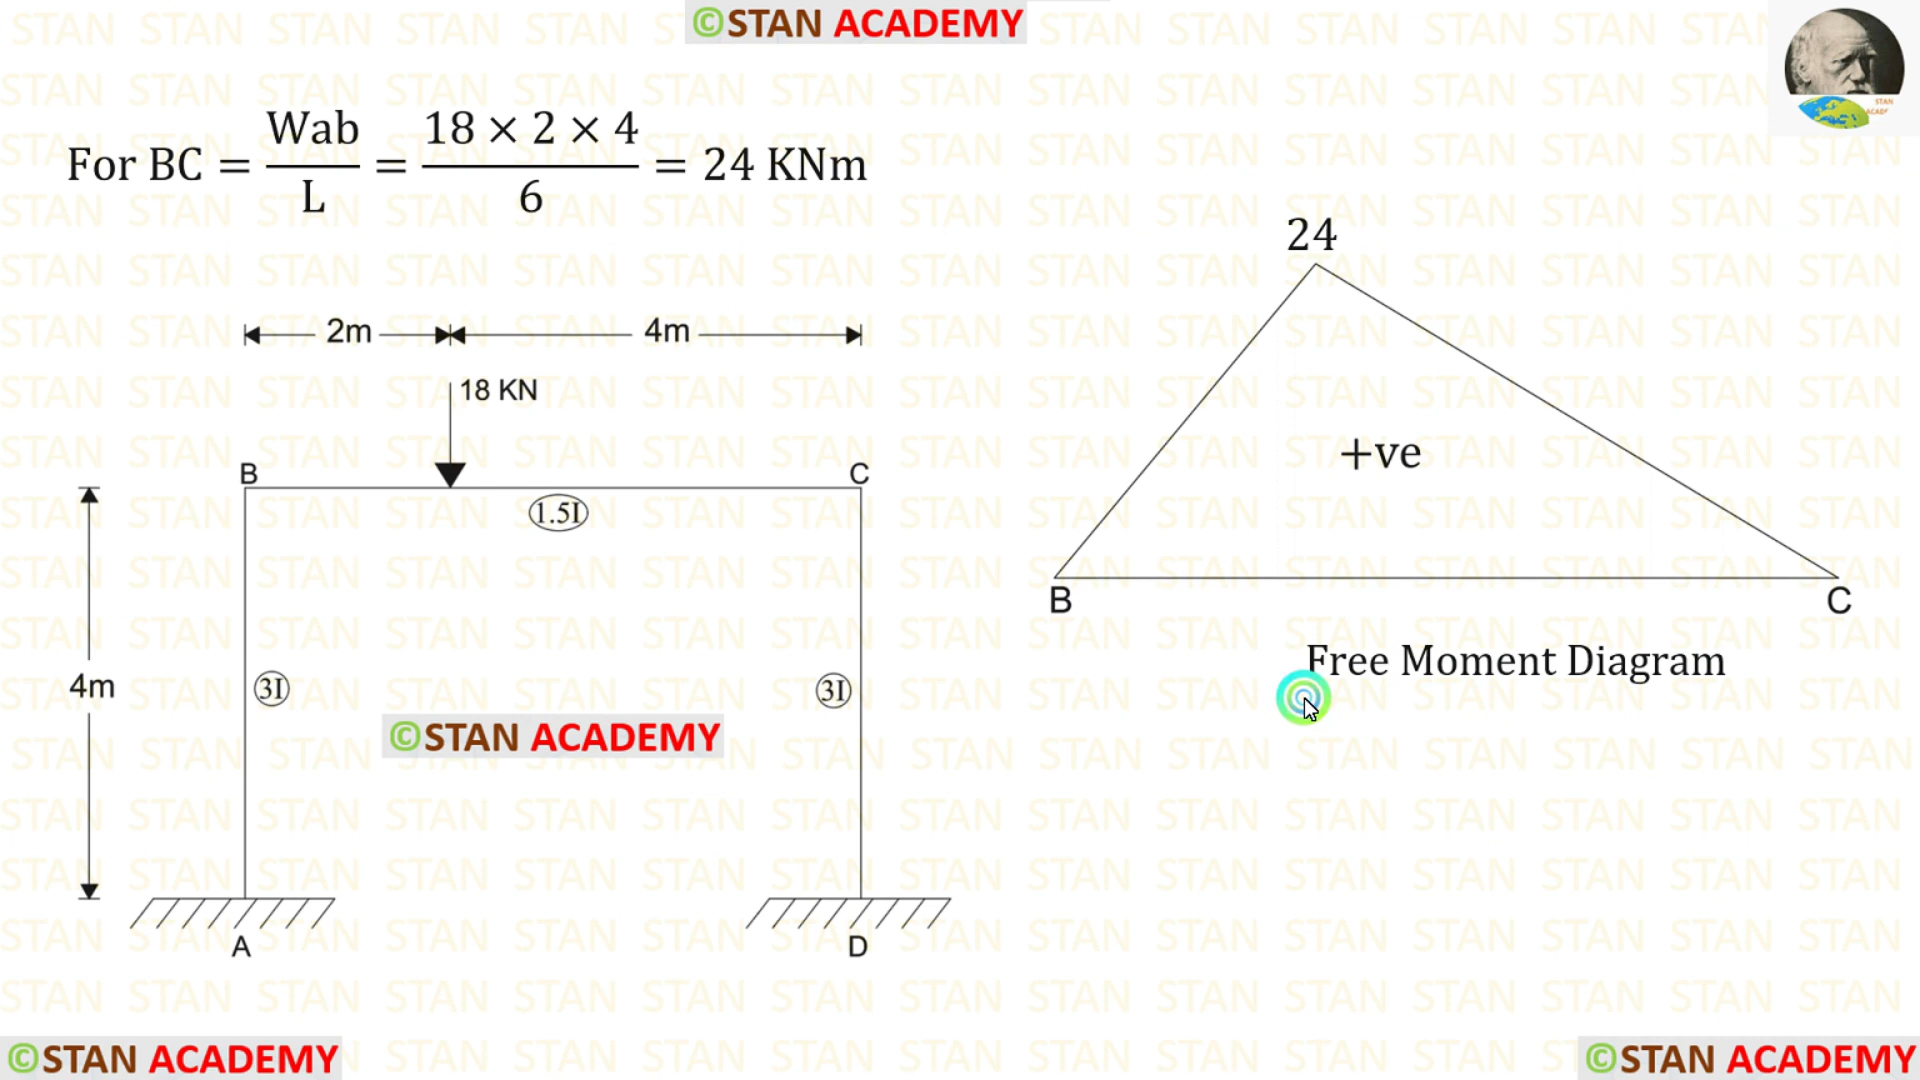 ©STAN ACADEMY
For BC = Wab/L = 18 × 2 × 4/6 = 24 KNm
24
2m
4m
18 KN
B
C
1.5I
+ve
B
C
Free Moment Diagram
4m
3I
3I
©STAN ACADEMY
A
D
©STAN ACADEMY
©STAN ACADEMY